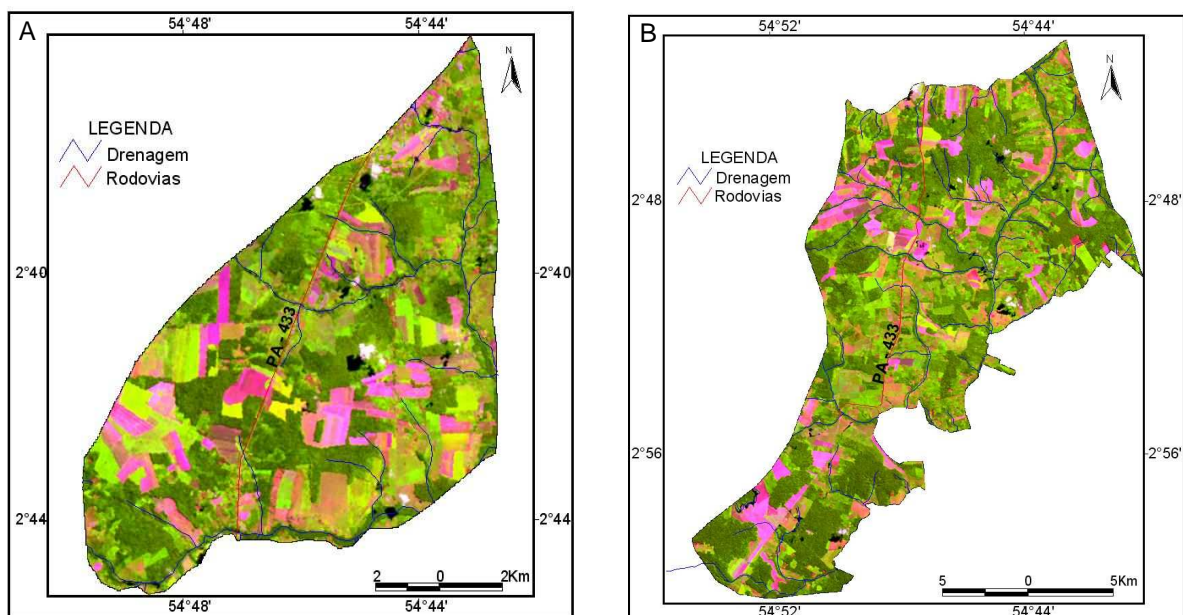 A
54°48'
54°44'
N
LEGENDA
Drenagem
Rodovias
2°40'
2°40'
PA - 433
2°44'
2°44'
2 0 2Km
54°48'
54°44'
B
54°52'
54°44'
N
LEGENDA
Drenagem
Rodovias
2°48'
2°48'
PA - 433
2°56'
2°56'
5 0 5Km
54°52'
54°44'